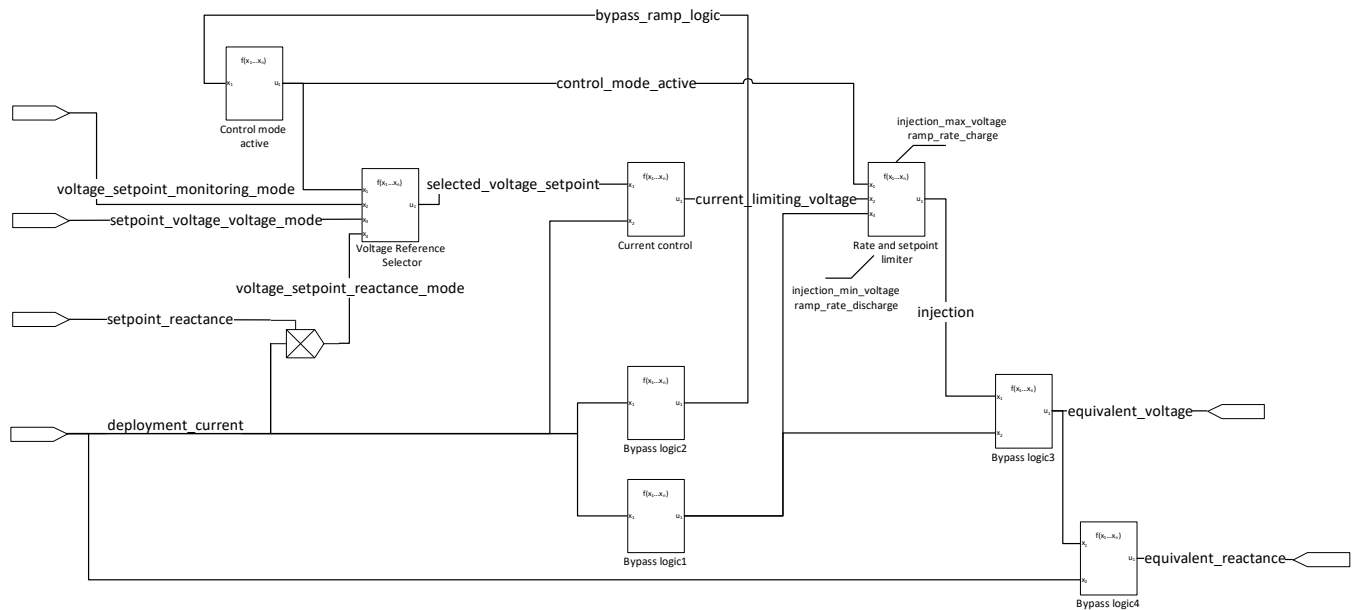 bypass_ramp_logic
f(x₁...xₙ)
x₁
u₁
Control mode
active
control_mode_active
injection_max_voltage
ramp_rate_charge
voltage_setpoint_monitoring_mode
setpoint_voltage_voltage_mode
f(x₁...xₙ)
x₁
x₂
x₃
u₁
Voltage Reference
Selector
selected_voltage_setpoint
f(x₁...xₙ)
x₁
x₂
u₁
Current control
current_limiting_voltage
f(x₁...xₙ)
x₁
x₂
x₃
u₁
Rate and setpoint
limiter
injection_min_voltage
ramp_rate_discharge
voltage_setpoint_reactance_mode
setpoint_reactance
injection
deployment_current
f(x₁...xₙ)
x₁
u₁
Bypass logic2
f(x₁...xₙ)
x₁
x₂
u₁
Bypass logic3
equivalent_voltage
f(x₁...xₙ)
x₁
u₁
Bypass logic1
f(x₁...xₙ)
x₁
x₂
u₁
Bypass logic4
equivalent_reactance